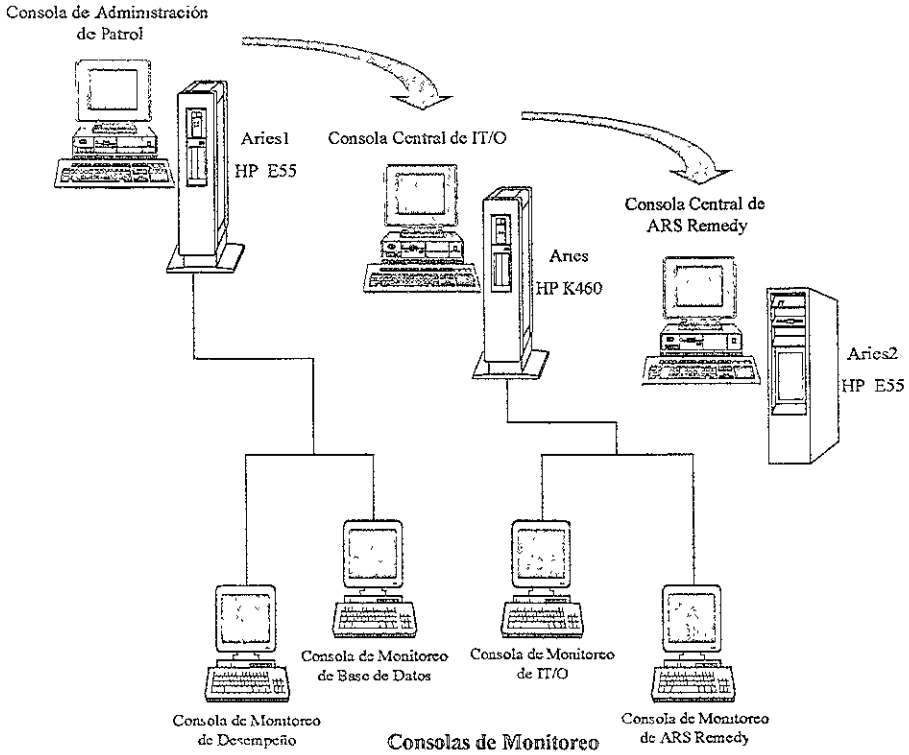 Consola de Administración
de Patrol
Aries1
HP E55
Consola Central de IT/O
Aries
HP K460
Consola Central de
ARS Remedy
Aries2
HP E55
Consola de Monitoreo
de Desempeño
Consola de Monitoreo
de Base de Datos
Consola de Monitoreo
de IT/O
Consola de Monitoreo
de ARS Remedy
Consolas de Monitoreo